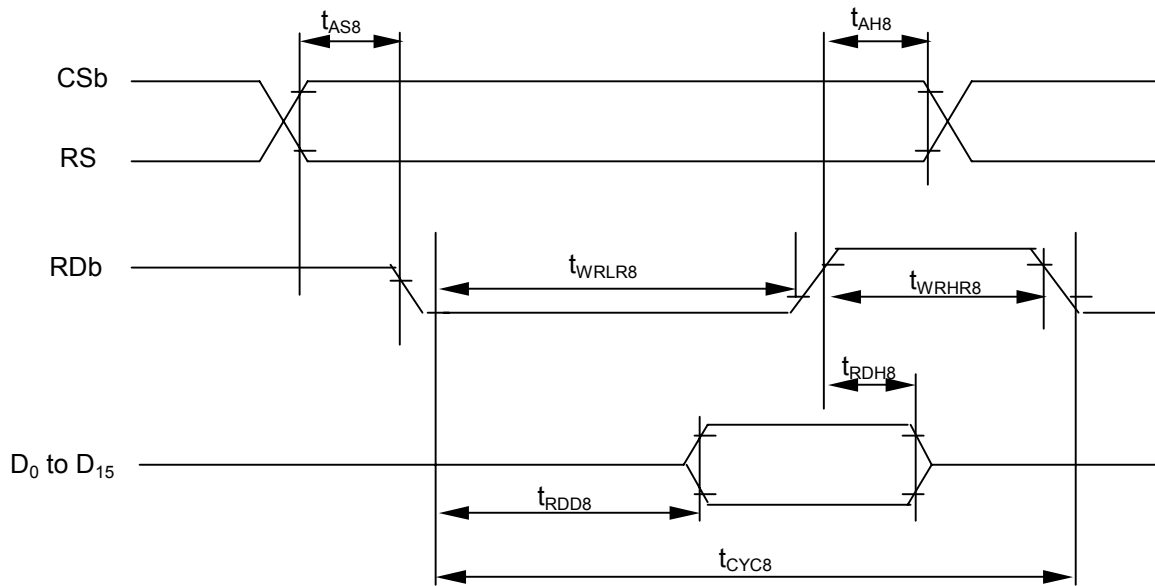 tAS8
tAH8
CSb
RS
RDb
tWRLR8
tWRHR8
tRDH8
D0 to D15
tRDD8
tCYC8